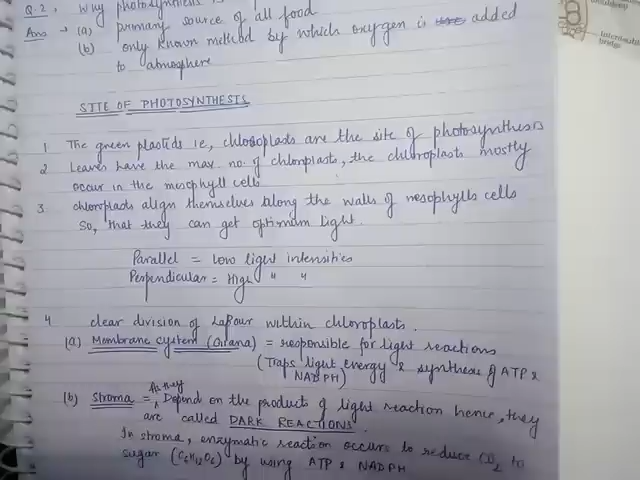 Q.2. Why photosynthesis is
Ans → (a) primary source of all food
(b) only known method by which oxygen is added
to atmosphere
SITE OF PHOTOSYNTHESIS
1 The green plastids ie, chloroplasts are the site of photosynthesis
2 Leaves have the max. no. of chlorplasts, the chloroplasts mostly
occur in the mesophyll cells.
3. chloroplasts align themselves along the walls of mesophylls cells
So, that they can get optimum light.
Parallel = low light intensities
Perpendicular = High " "
4. clear division of Labour within chloroplasts.
(a) Membrane System (Grana) = responsible for light reactions
(Traps light energy & synthesis of ATP &
NADPH)
(b) Stroma = As they Depend on the products of light reaction hence, they
are called DARK REACTIONS.
In stroma, enzymatic reaction occurs to reduce CO2 to
sugar (C6H12O6) by using ATP & NADPH
bridge